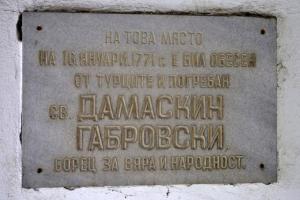 НА ТОВА МЯСТО
НА 16. ЯНУАРИ. 1771 г. Е БИЛ ОБЕСЕН
ОТ ТУРЦИТЕ И ПОГРЕБАН
СВ. ДАМАСКИН
ГАБРОВСКИ,
БОРЕЦ ЗА ВЯРА И НАРОДНОСТ.